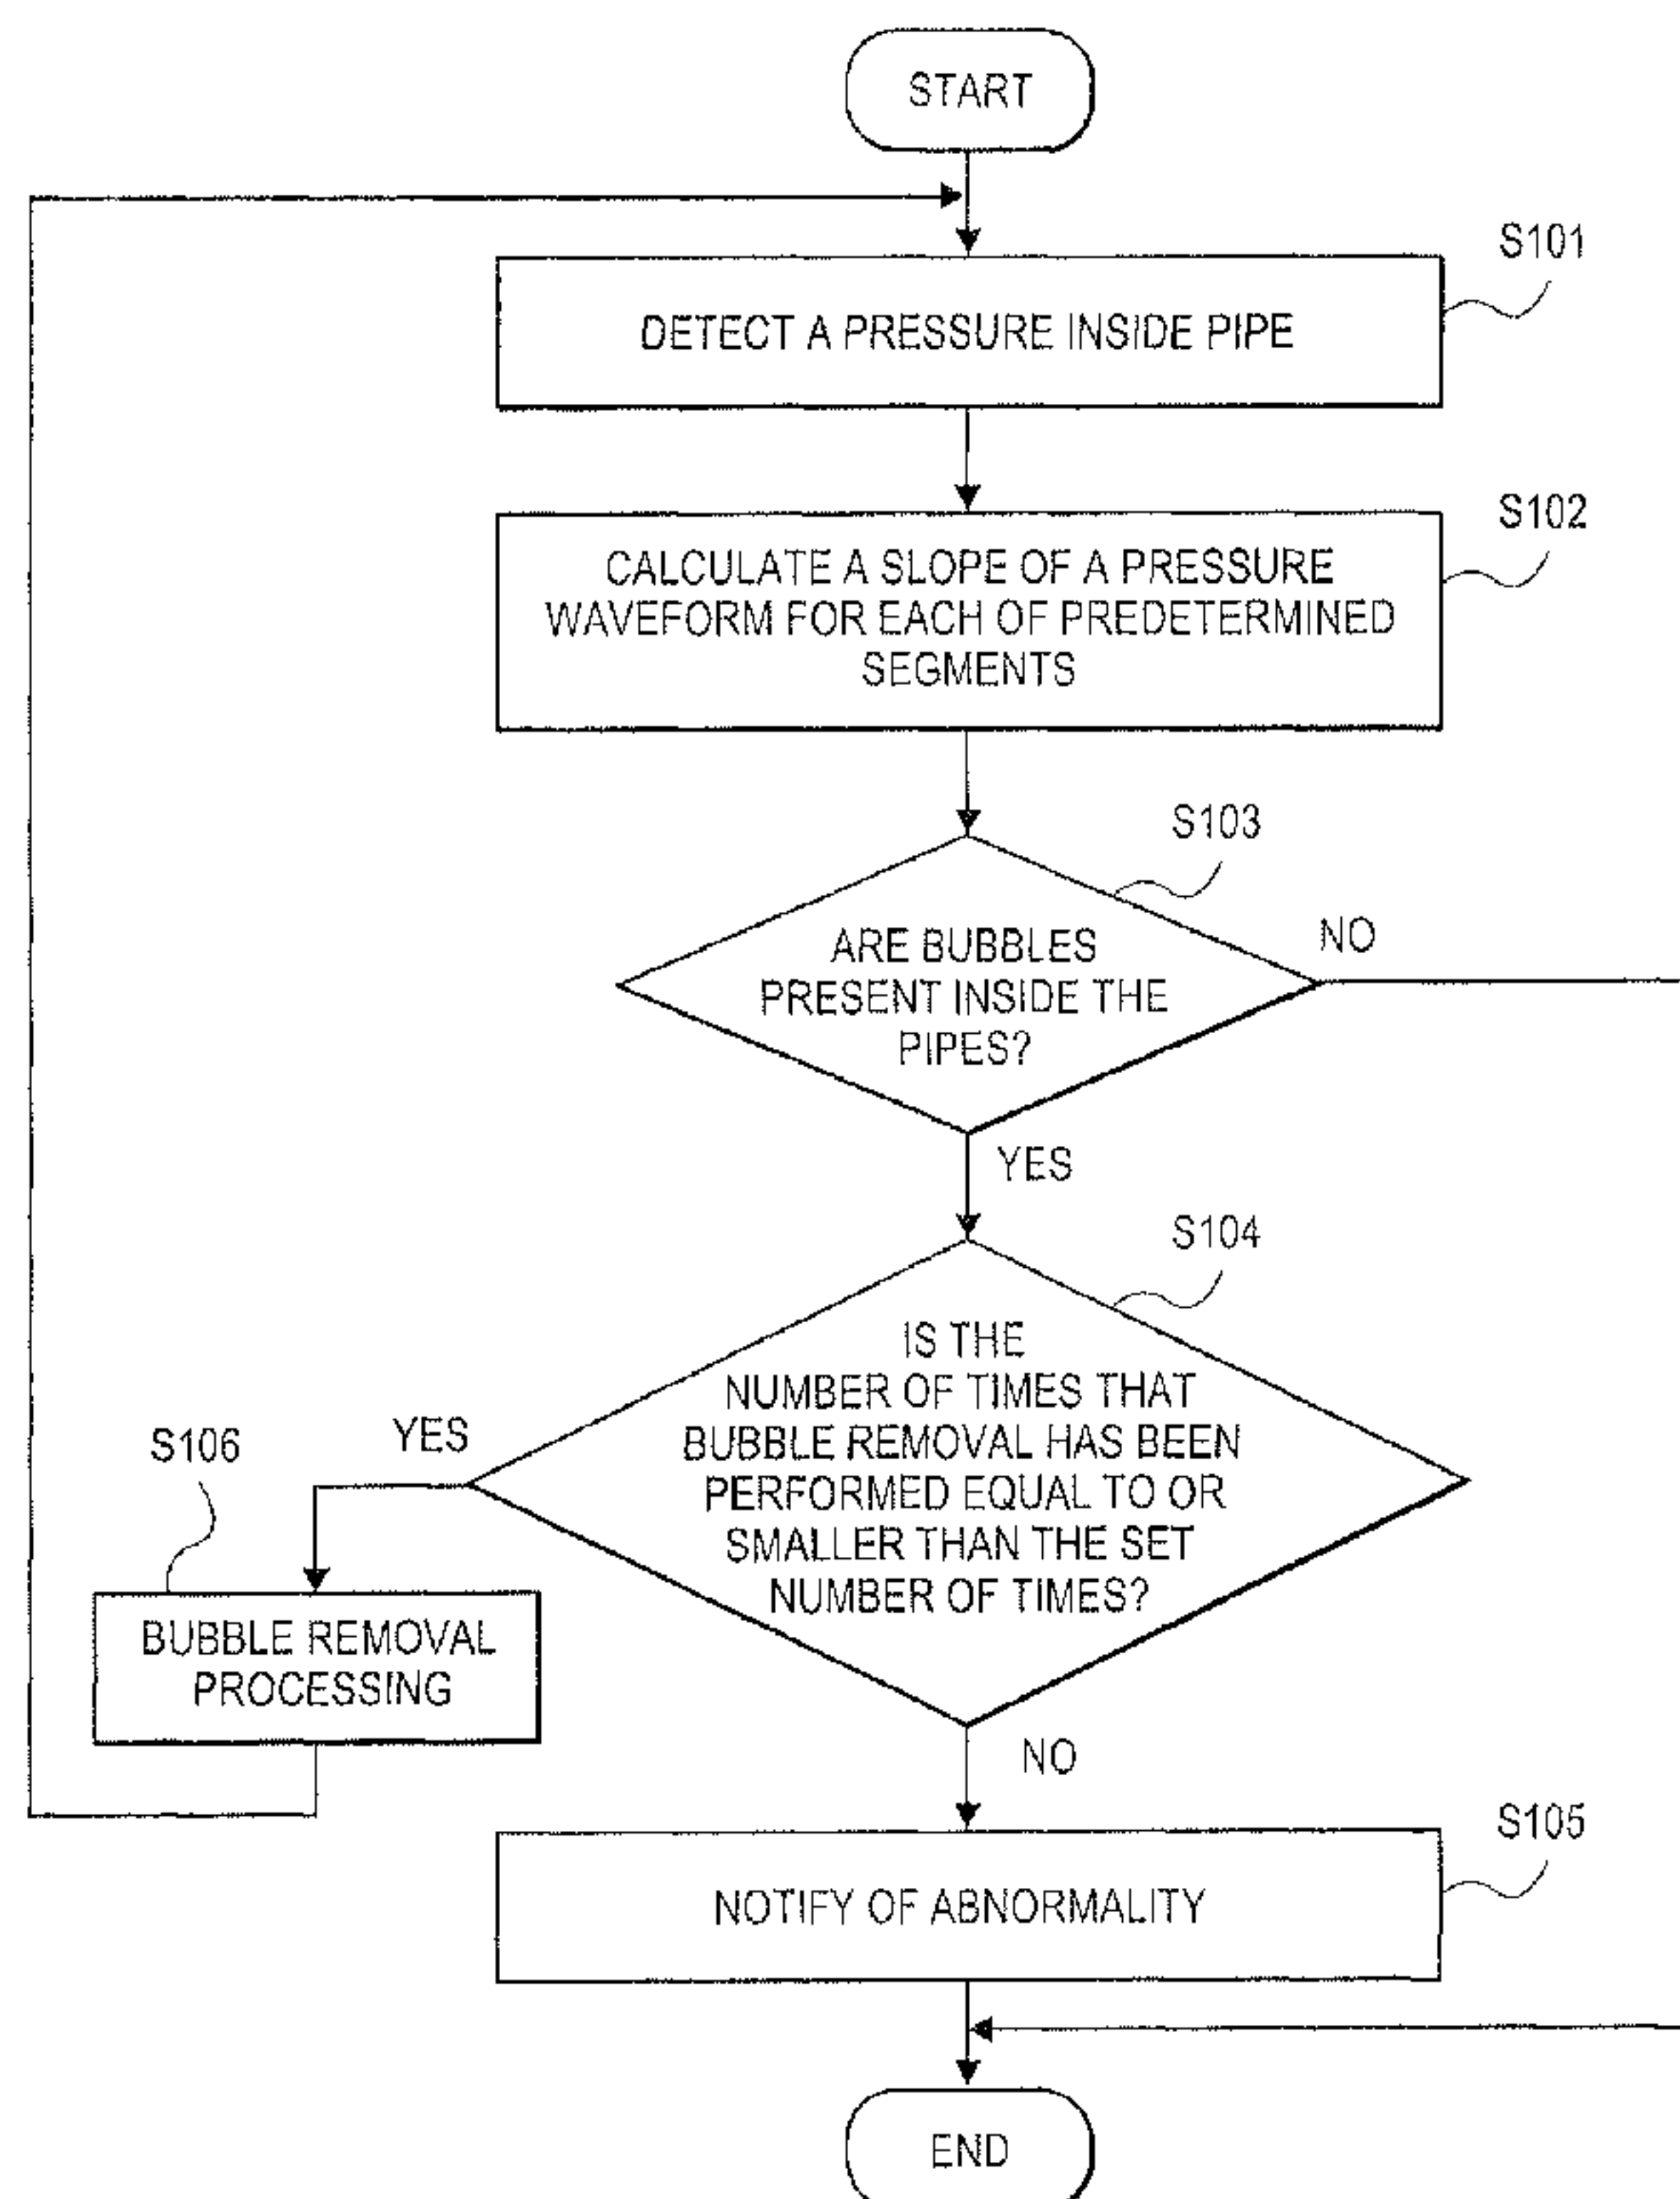 START
S101
DETECT A PRESSURE INSIDE PIPE
S102
CALCULATE A SLOPE OF A PRESSURE
WAVEFORM FOR EACH OF PREDETERMINED
SEGMENTS
S103
NO
ARE BUBBLES
PRESENT INSIDE THE
PIPES?
YES
S104
IS THE
NUMBER OF TIMES THAT
BUBBLE REMOVAL HAS BEEN
PERFORMED EQUAL TO OR
SMALLER THAN THE SET
NUMBER OF TIMES?
YES
S106
BUBBLE REMOVAL
PROCESSING
NO
S105
NOTIFY OF ABNORMALITY
END